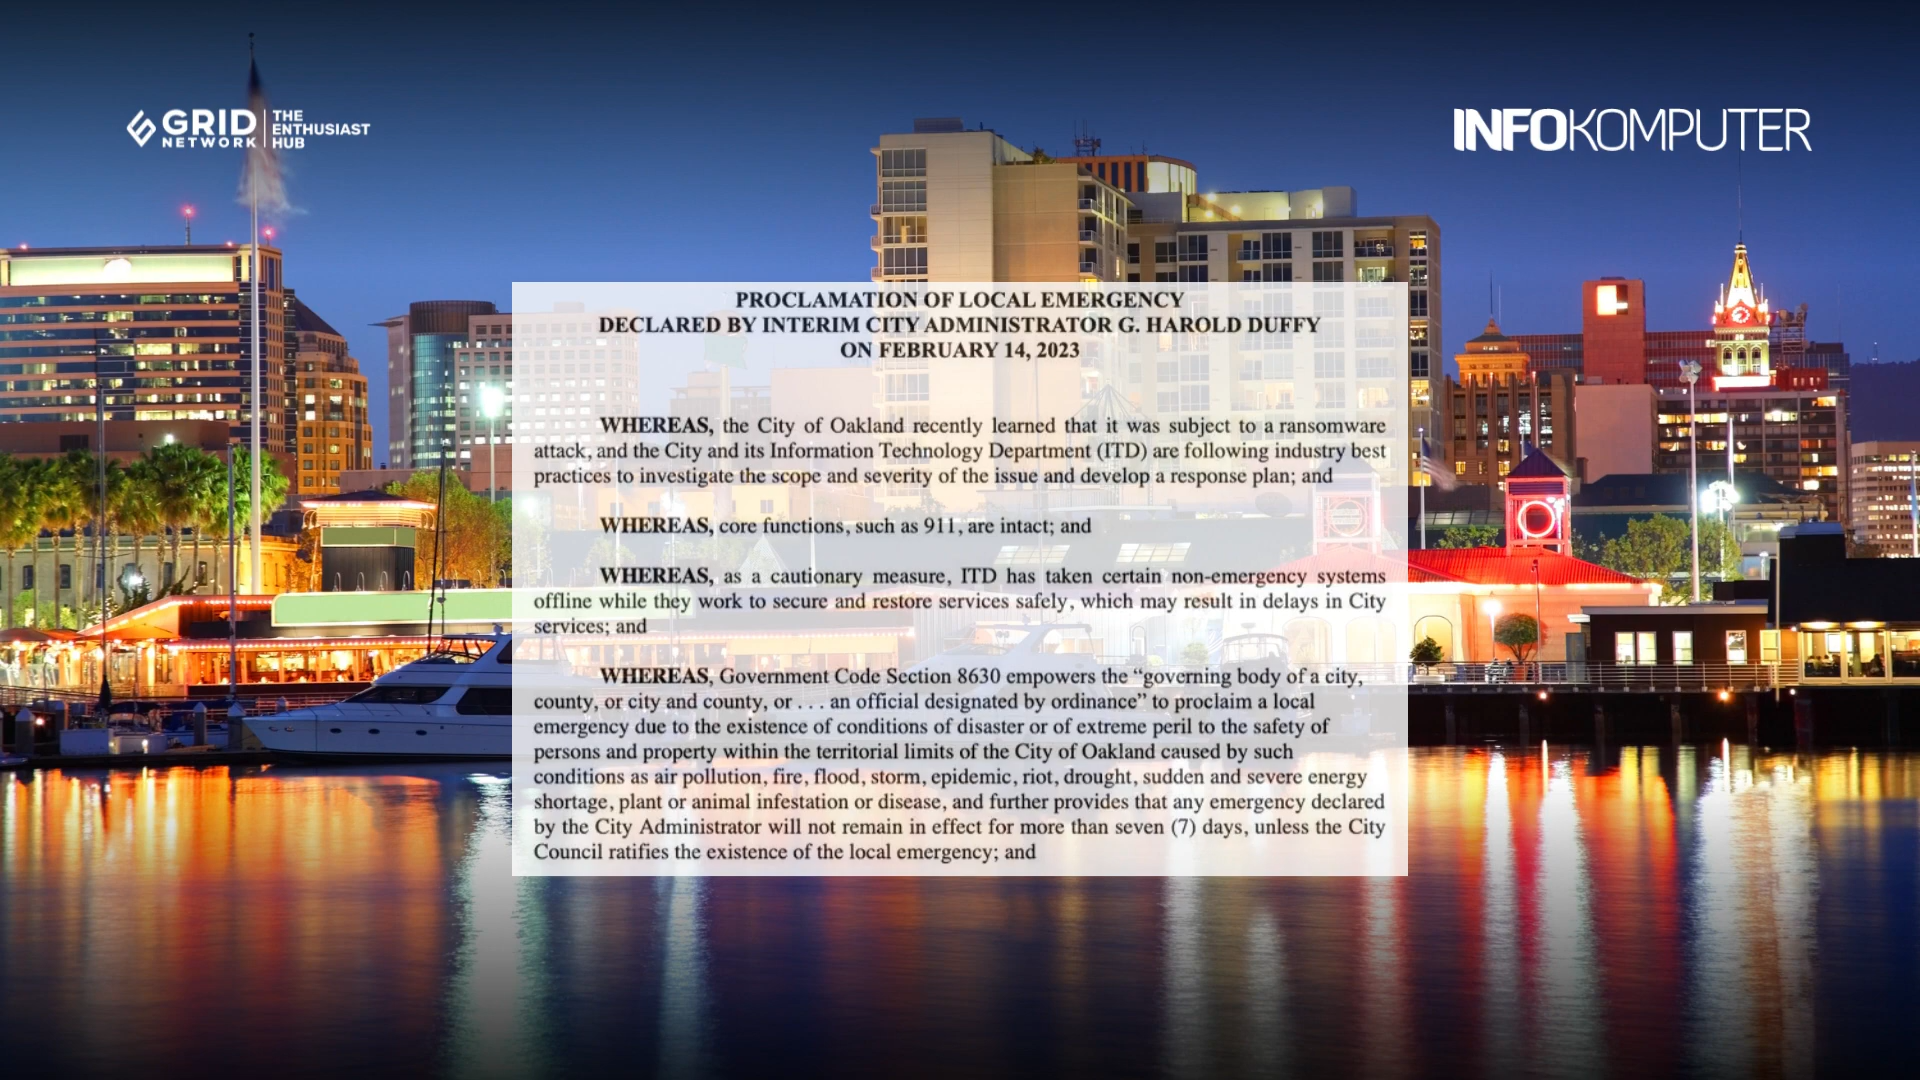 GRID
NETWORK
THE
ENTHUSIAST
HUB
INFOKOMPUTER
PROCLAMATION OF LOCAL EMERGENCY
DECLARED BY INTERIM CITY ADMINISTRATOR G. HAROLD DUFFY
ON FEBRUARY 14, 2023
WHEREAS, the City of Oakland recently learned that it was subject to a ransomware
attack, and the City and its Information Technology Department (ITD) are following industry best
practices to investigate the scope and severity of the issue and develop a response plan; and
WHEREAS, core functions, such as 911, are intact; and
WHEREAS, as a cautionary measure, ITD has taken certain non-emergency systems
offline while they work to secure and restore services safely, which may result in delays in City
services; and
WHEREAS, Government Code Section 8630 empowers the “governing body of a city,
county, or city and county, or . . . an official designated by ordinance” to proclaim a local
emergency due to the existence of conditions of disaster or of extreme peril to the safety of
persons and property within the territorial limits of the City of Oakland caused by such
conditions as air pollution, fire, flood, storm, epidemic, riot, drought, sudden and severe energy
shortage, plant or animal infestation or disease, and further provides that any emergency declared
by the City Administrator will not remain in effect for more than seven (7) days, unless the City
Council ratifies the existence of the local emergency; and